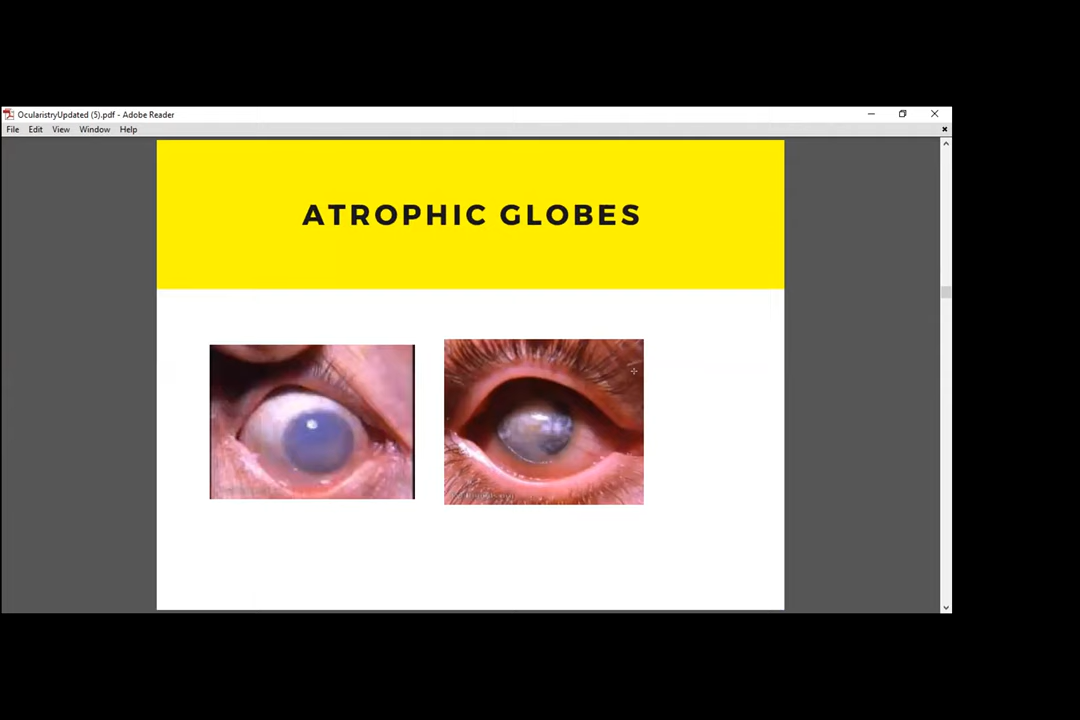 OcularistryUpdated (5).pdf - Adobe Reader
File Edit View Window Help
ATROPHIC GLOBES